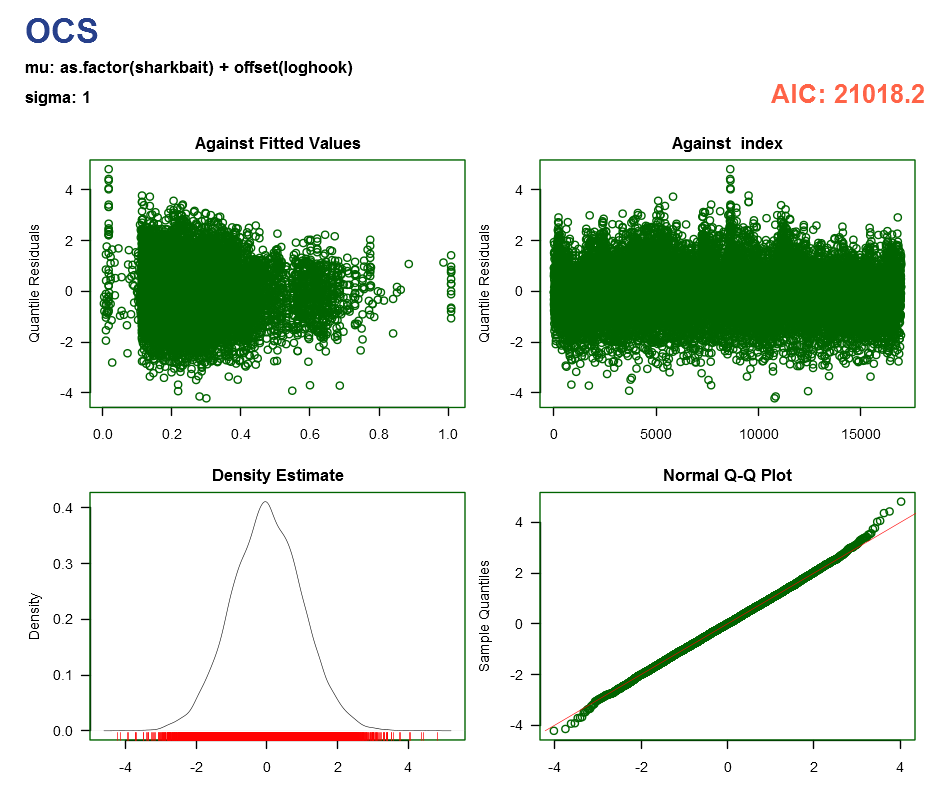 OCS
mu: as.factor(sharkbait) + offset(loghook)
sigma: 1
AIC: 21018.2
Against Fitted Values
Quantile Residuals
4
2
0
-2
-4
0.0 0.2 0.4 0.6 0.8 1.0
Against  index
Quantile Residuals
4
2
0
-2
-4
0 5000 10000 15000
Density Estimate
Density
0.4
0.3
0.2
0.1
0.0
-4 -2 0 2 4
Normal Q-Q Plot
Sample Quantiles
4
2
0
-2
-4
-4 -2 0 2 4